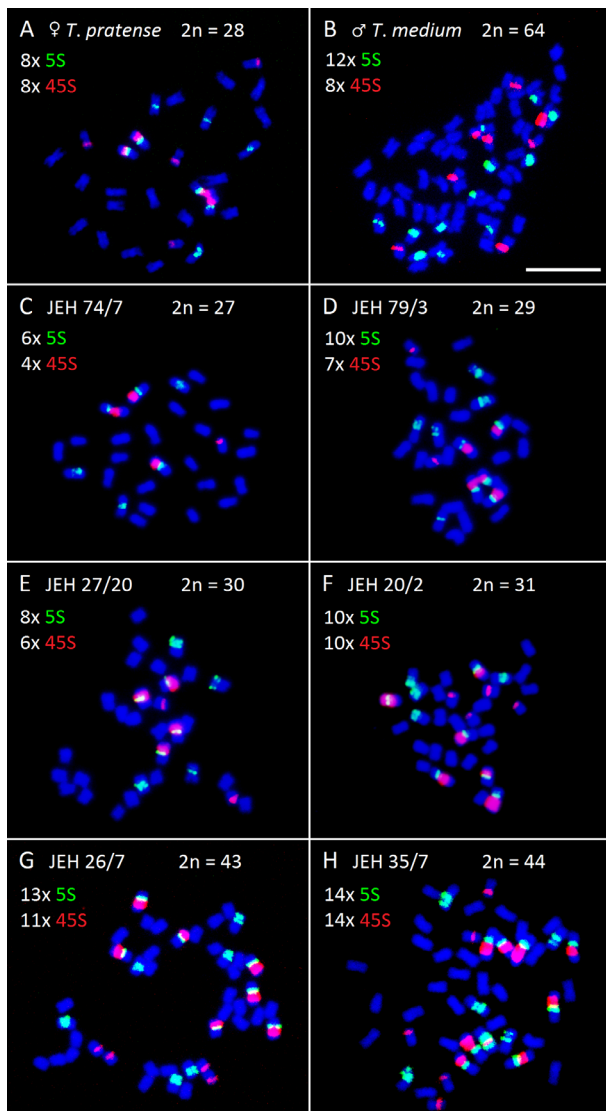 A ♀ T. pratense 2n = 28
8x 5S
8x 45S
B ♂ T. medium 2n = 64
12x 5S
8x 45S
C JEH 74/7 2n = 27
6x 5S
4x 45S
D JEH 79/3 2n = 29
10x 5S
7x 45S
E JEH 27/20 2n = 30
8x 5S
6x 45S
F JEH 20/2 2n = 31
10x 5S
10x 45S
G JEH 26/7 2n = 43
13x 5S
11x 45S
H JEH 35/7 2n = 44
14x 5S
14x 45S